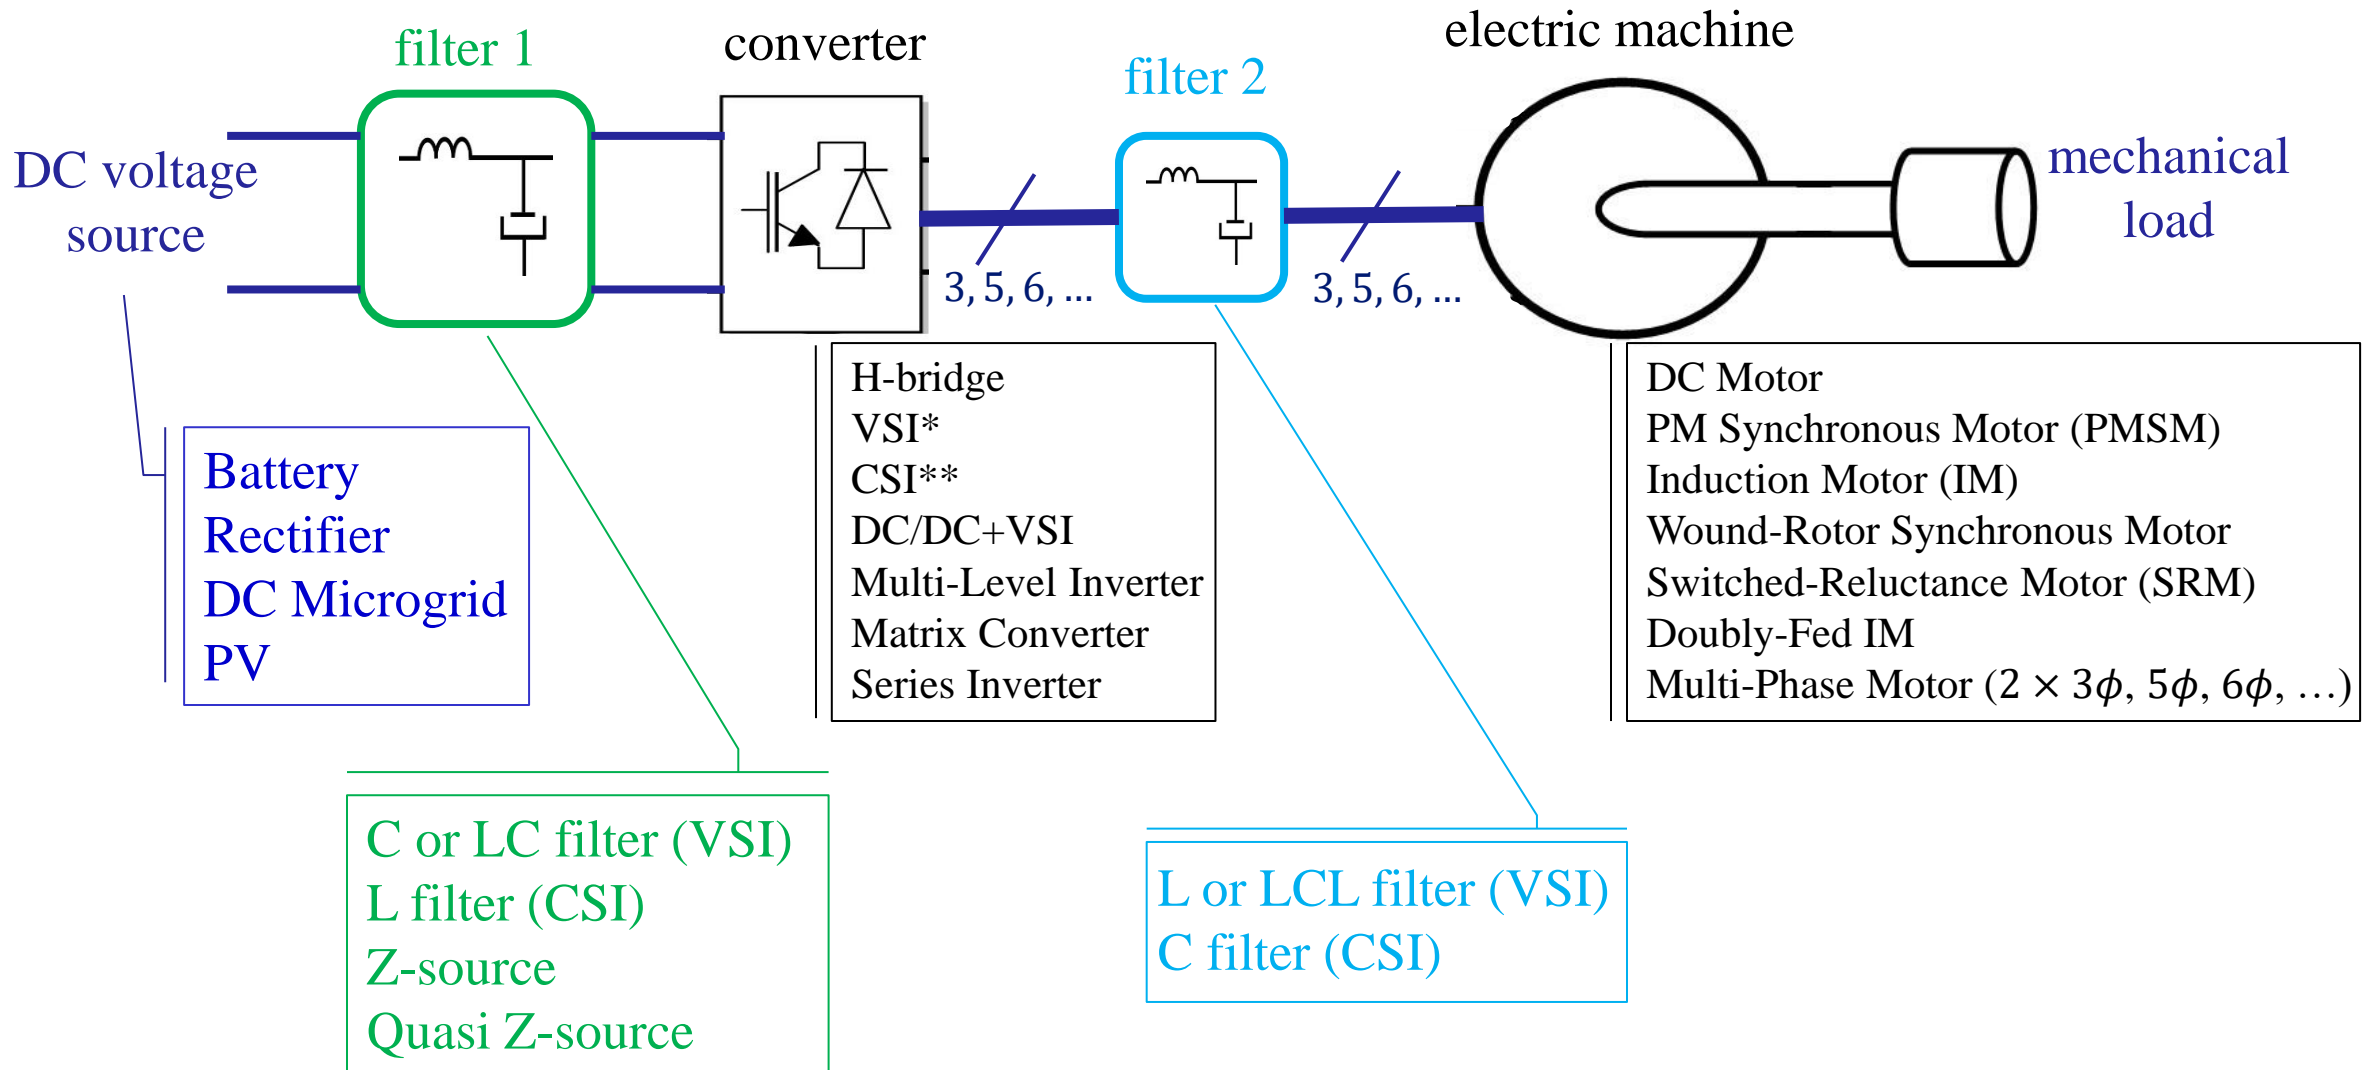 filter 1
converter
filter 2
electric machine
DC voltage
source
mechanical
load
3, 5, 6, …
3, 5, 6, …
Battery
Rectifier
DC Microgrid
PV
H-bridge
VSI*
CSI**
DC/DC+VSI
Multi-Level Inverter
Matrix Converter
Series Inverter
DC Motor
PM Synchronous Motor (PMSM)
Induction Motor (IM)
Wound-Rotor Synchronous Motor
Switched-Reluctance Motor (SRM)
Doubly-Fed IM
Multi-Phase Motor (2 × 3ϕ, 5ϕ, 6ϕ, …)
C or LC filter (VSI)
L filter (CSI)
Z-source
Quasi Z-source
L or LCL filter (VSI)
C filter (CSI)